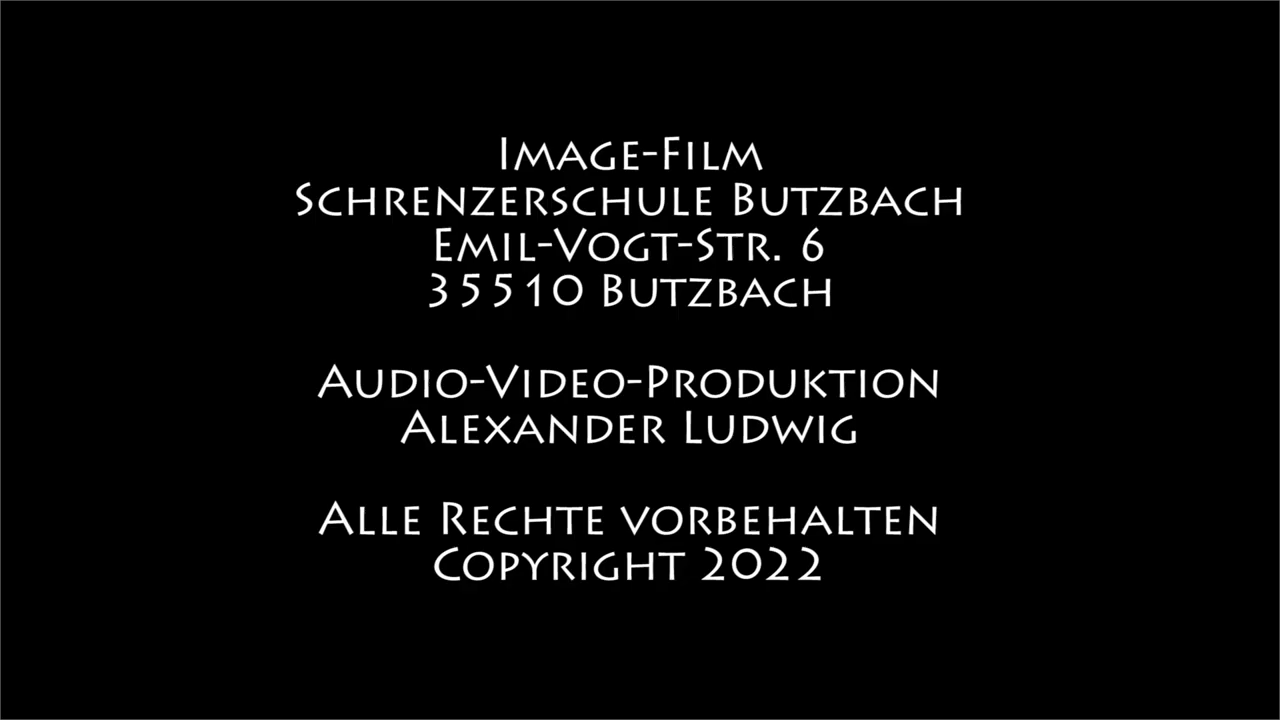 Image-Film
Schrenzerschule Butzbach
Emil-Vogt-Str. 6
35510 Butzbach
Audio-Video-Produktion
Alexander Ludwig
Alle Rechte vorbehalten
Copyright 2022